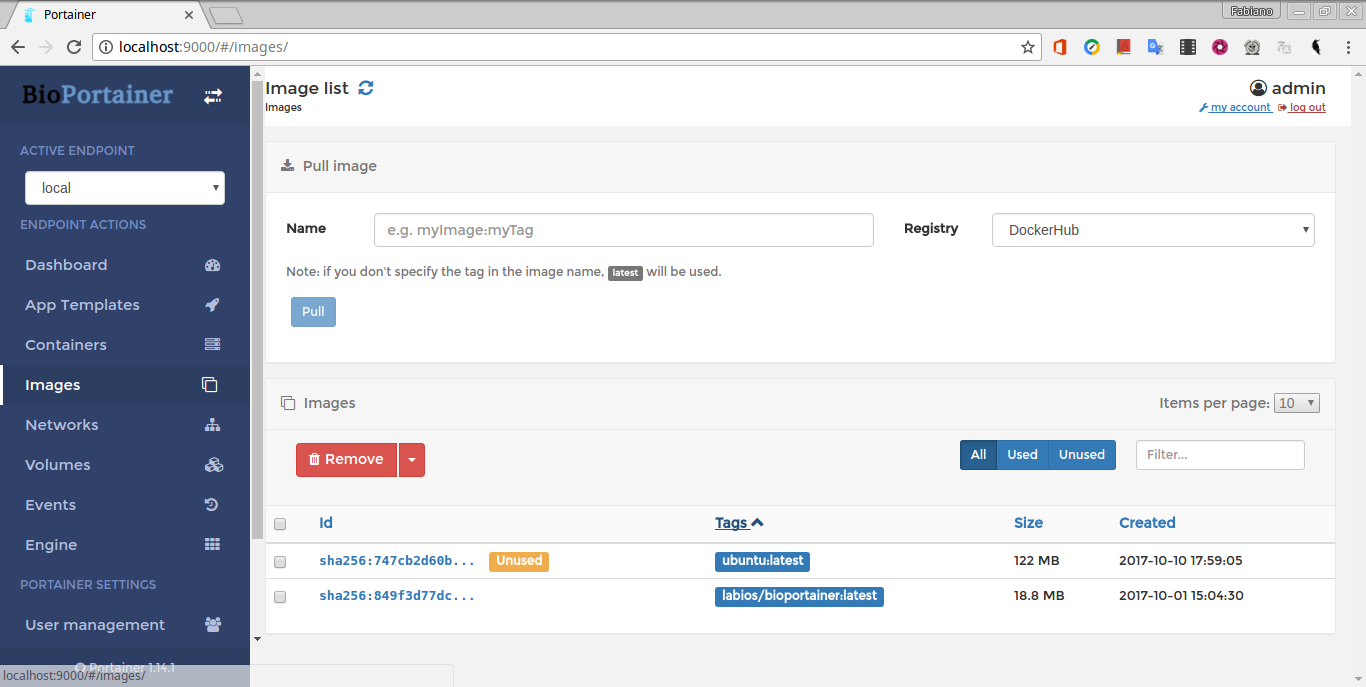 Portainer
Fabiano
localhost:9000/#/images/
BioPortainer
ACTIVE ENDPOINT
local
ENDPOINT ACTIONS
Dashboard
App Templates
Containers
Images
Networks
Volumes
Events
Engine
PORTAINER SETTINGS
User management
Portainer 1.14.1
localhost:9000/#/images/
Image list
Images
admin
my account log out
Pull image
Name e.g. myImage:myTag Registry DockerHub
Note: if you don't specify the tag in the image name, latest will be used.
Pull
Images Items per page: 10
Remove All Used Unused Filter...
Id Tags Size Created
sha256:747cb2d60b... Unused ubuntu:latest 122 MB 2017-10-10 17:59:05
sha256:849f3d77dc... labios/bioportainer:latest 18.8 MB 2017-10-01 15:04:30